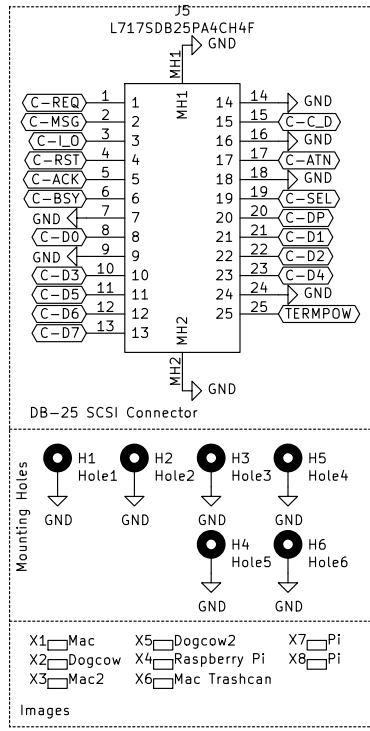 J5
L717SDB25PA4CH4F
GND
MH1
MH1
C-REQ 1 1 14 14 GND
C-MSG 2 2 15 15 C-C_D
C-I_O 3 3 16 16 GND
C-RST 4 4 17 17 C-ATN
C-ACK 5 5 18 18 GND
C-BSY 6 6 19 19 C-SEL
GND 7 7 20 20 C-DP
C-D0 8 8 21 21 C-D1
GND 9 9 22 22 C-D2
C-D3 10 10 23 23 C-D4
C-D5 11 11 24 24 GND
C-D6 12 12 25 25 TERMPOW
C-D7 13 13
MH2
MH2
GND
DB-25 SCSI Connector
Mounting Holes
H1 H2 H3 H5
Hole1 Hole2 Hole3 Hole4
GND GND GND GND
H4 H6
Hole5 Hole6
GND GND
X1 Mac X5 Dogcow2 X7 Pi
X2 Dogcow X4 Raspberry Pi X8 Pi
X3 Mac2 X6 Mac Trashcan
Images